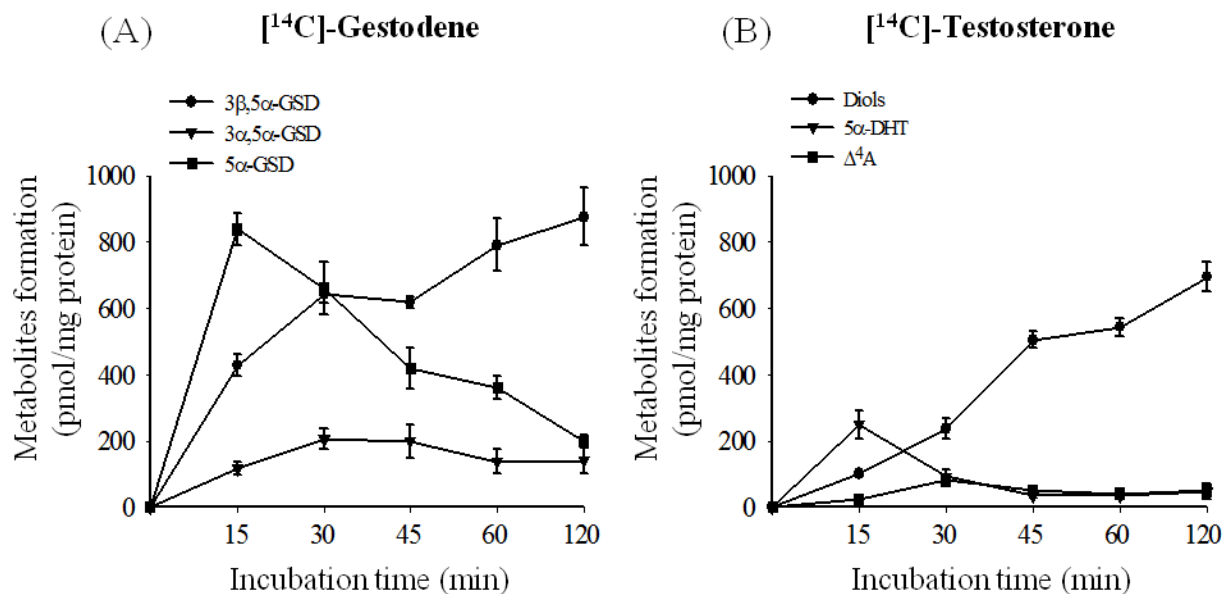 (A) [¹⁴C]-Gestodene
3β,5α-GSD
3α,5α-GSD
5α-GSD
Metabolites formation
(pmol/mg protein)
1000
800
600
400
200
0
15 30 45 60 120
Incubation time (min)
(B) [¹⁴C]-Testosterone
Diols
5α-DHT
Δ⁴A
Metabolites formation
(pmol/mg protein)
1000
800
600
400
200
0
15 30 45 60 120
Incubation time (min)